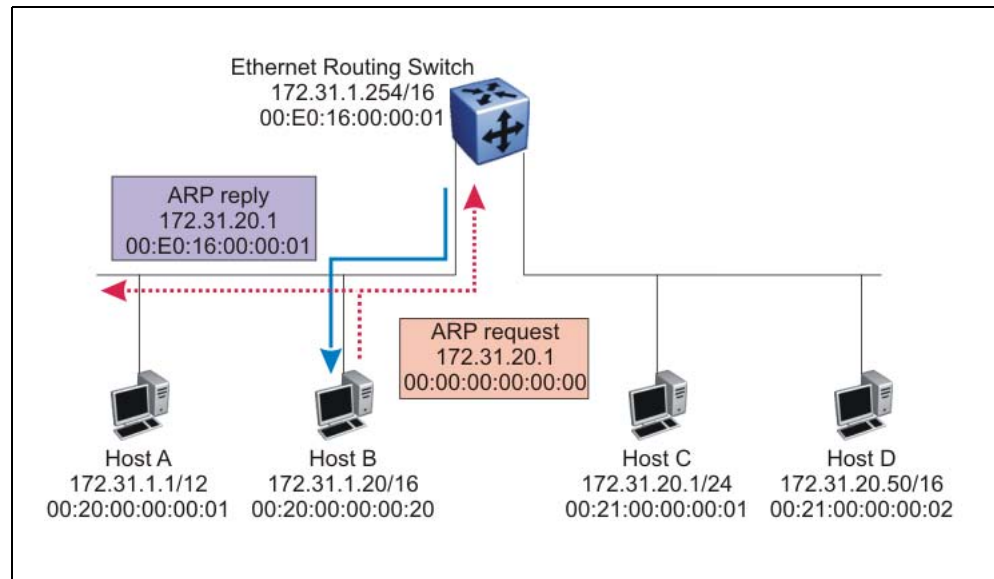 Ethernet Routing Switch
172.31.1.254/16
00:E0:16:00:00:01
ARP reply
172.31.20.1
00:E0:16:00:00:01
ARP request
172.31.20.1
00:00:00:00:00:00
Host A
172.31.1.1/12
00:20:00:00:00:01
Host B
172.31.1.20/16
00:20:00:00:00:20
Host C
172.31.20.1/24
00:21:00:00:00:01
Host D
172.31.20.50/16
00:21:00:00:00:02